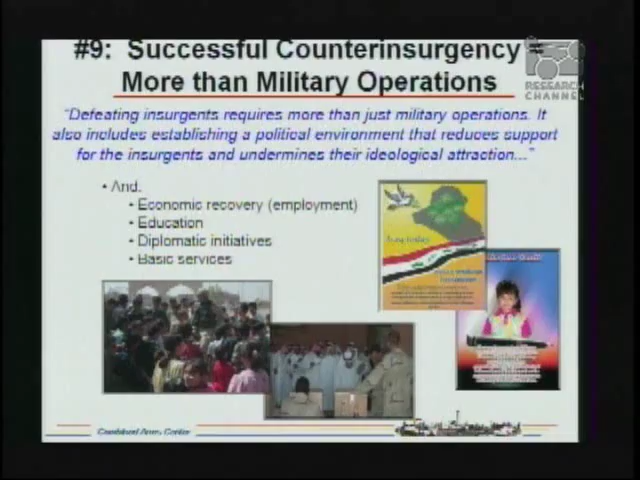 #9: Successful Counterinsurgency =
More than Military Operations
RESEARCH
CHANNEL
"Defeating insurgents requires more than just military operations. It
also includes establishing a political environment that reduces support
for the insurgents and undermines their ideological attraction..."
• And.
• Economic recovery (employment)
• Education
• Diplomatic initiatives
• Basic services
Combined Arms Center